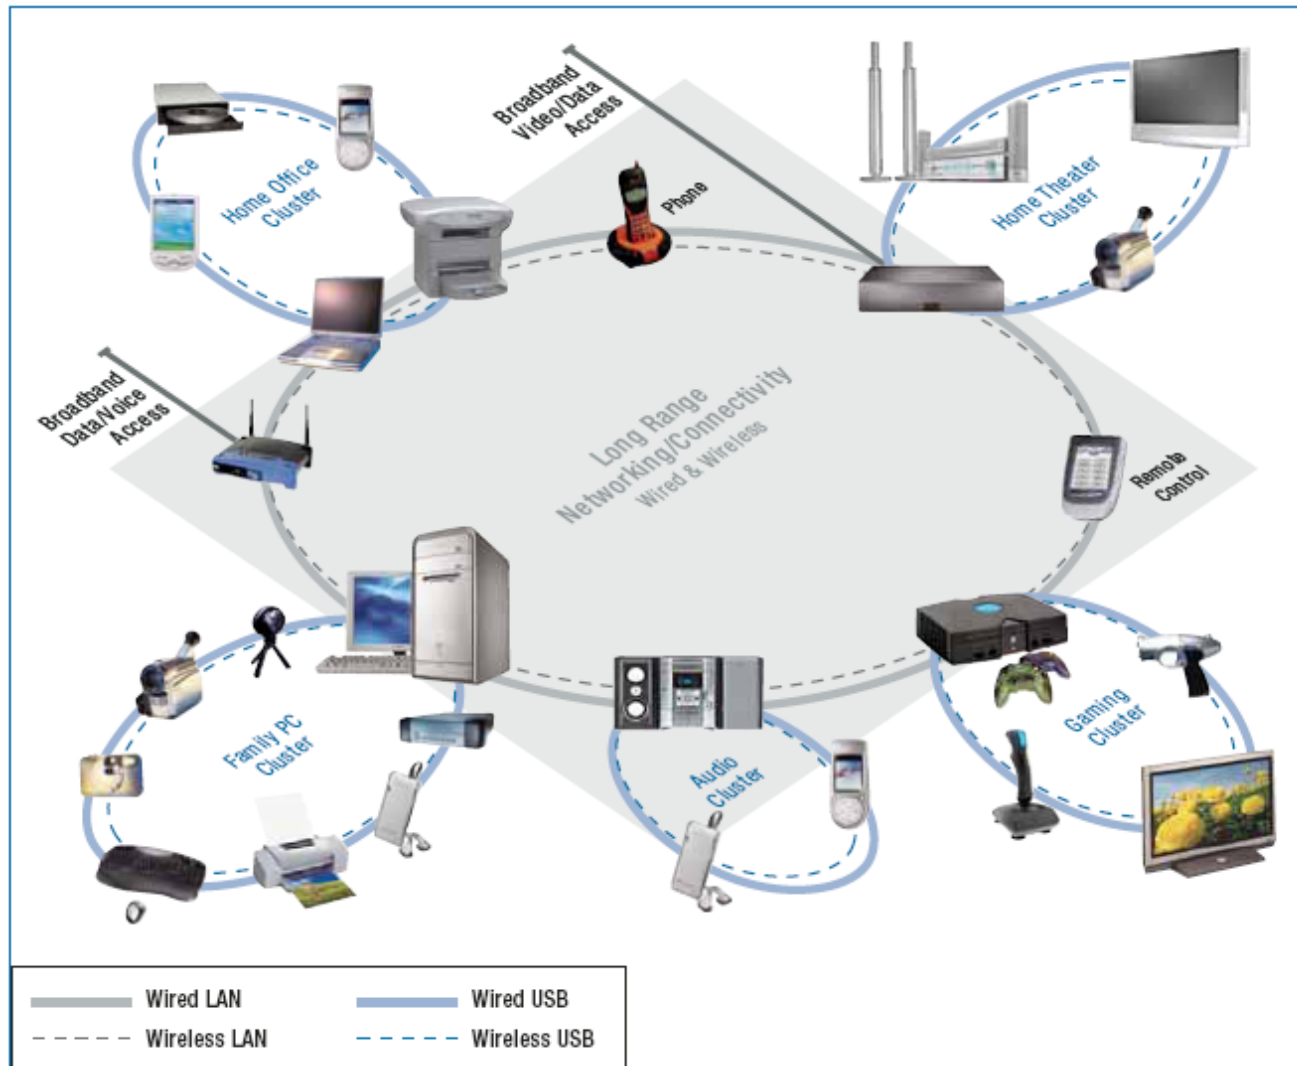 Broadband
Video/Data
Access
Home Office
Cluster
Phone
Home Theater
Cluster
Broadband
Data/Voice
Access
Long Range
Networking/Connectivity
Wired & Wireless
Remote
Control
Family PC
Cluster
Audio
Cluster
Gaming
Cluster
Wired LAN
Wired USB
Wireless LAN
Wireless USB